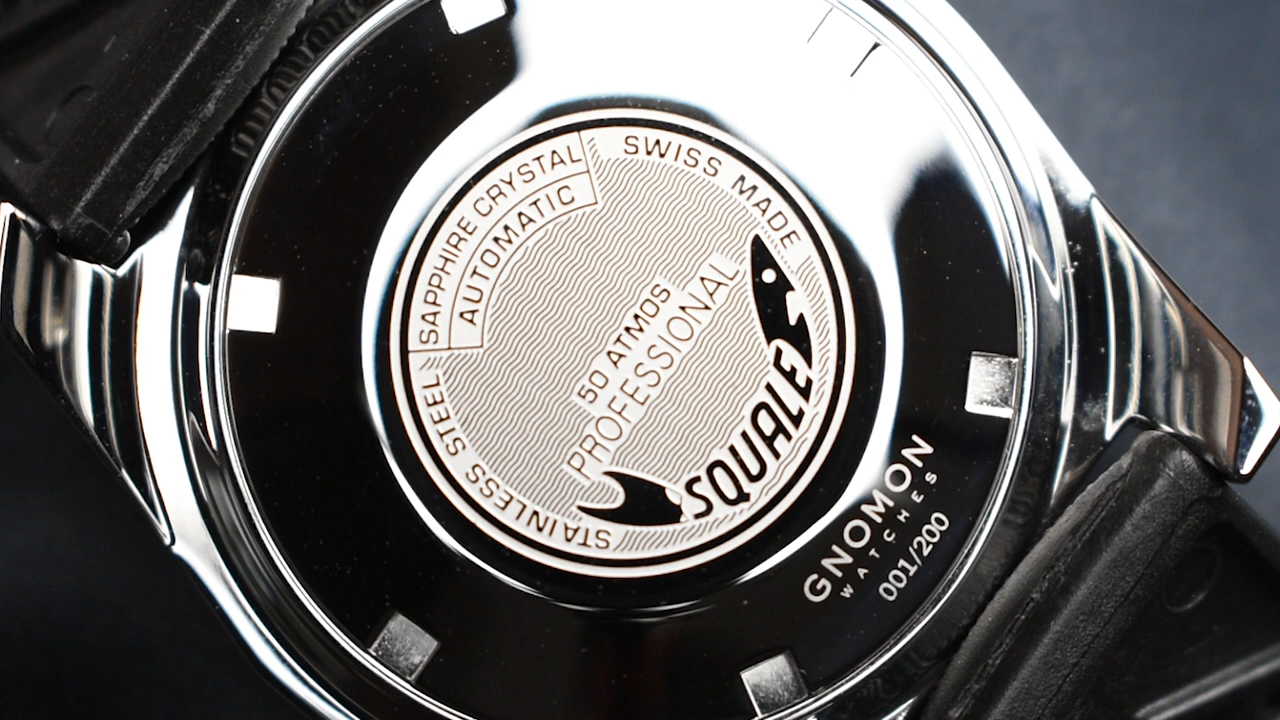 SAPPHIRE CRYSTAL
AUTOMATIC
SWISS MADE
50 ATMOS
PROFESSIONAL
SQUALE
STAINLESS STEEL
GNOMON
WATCHES
001/200